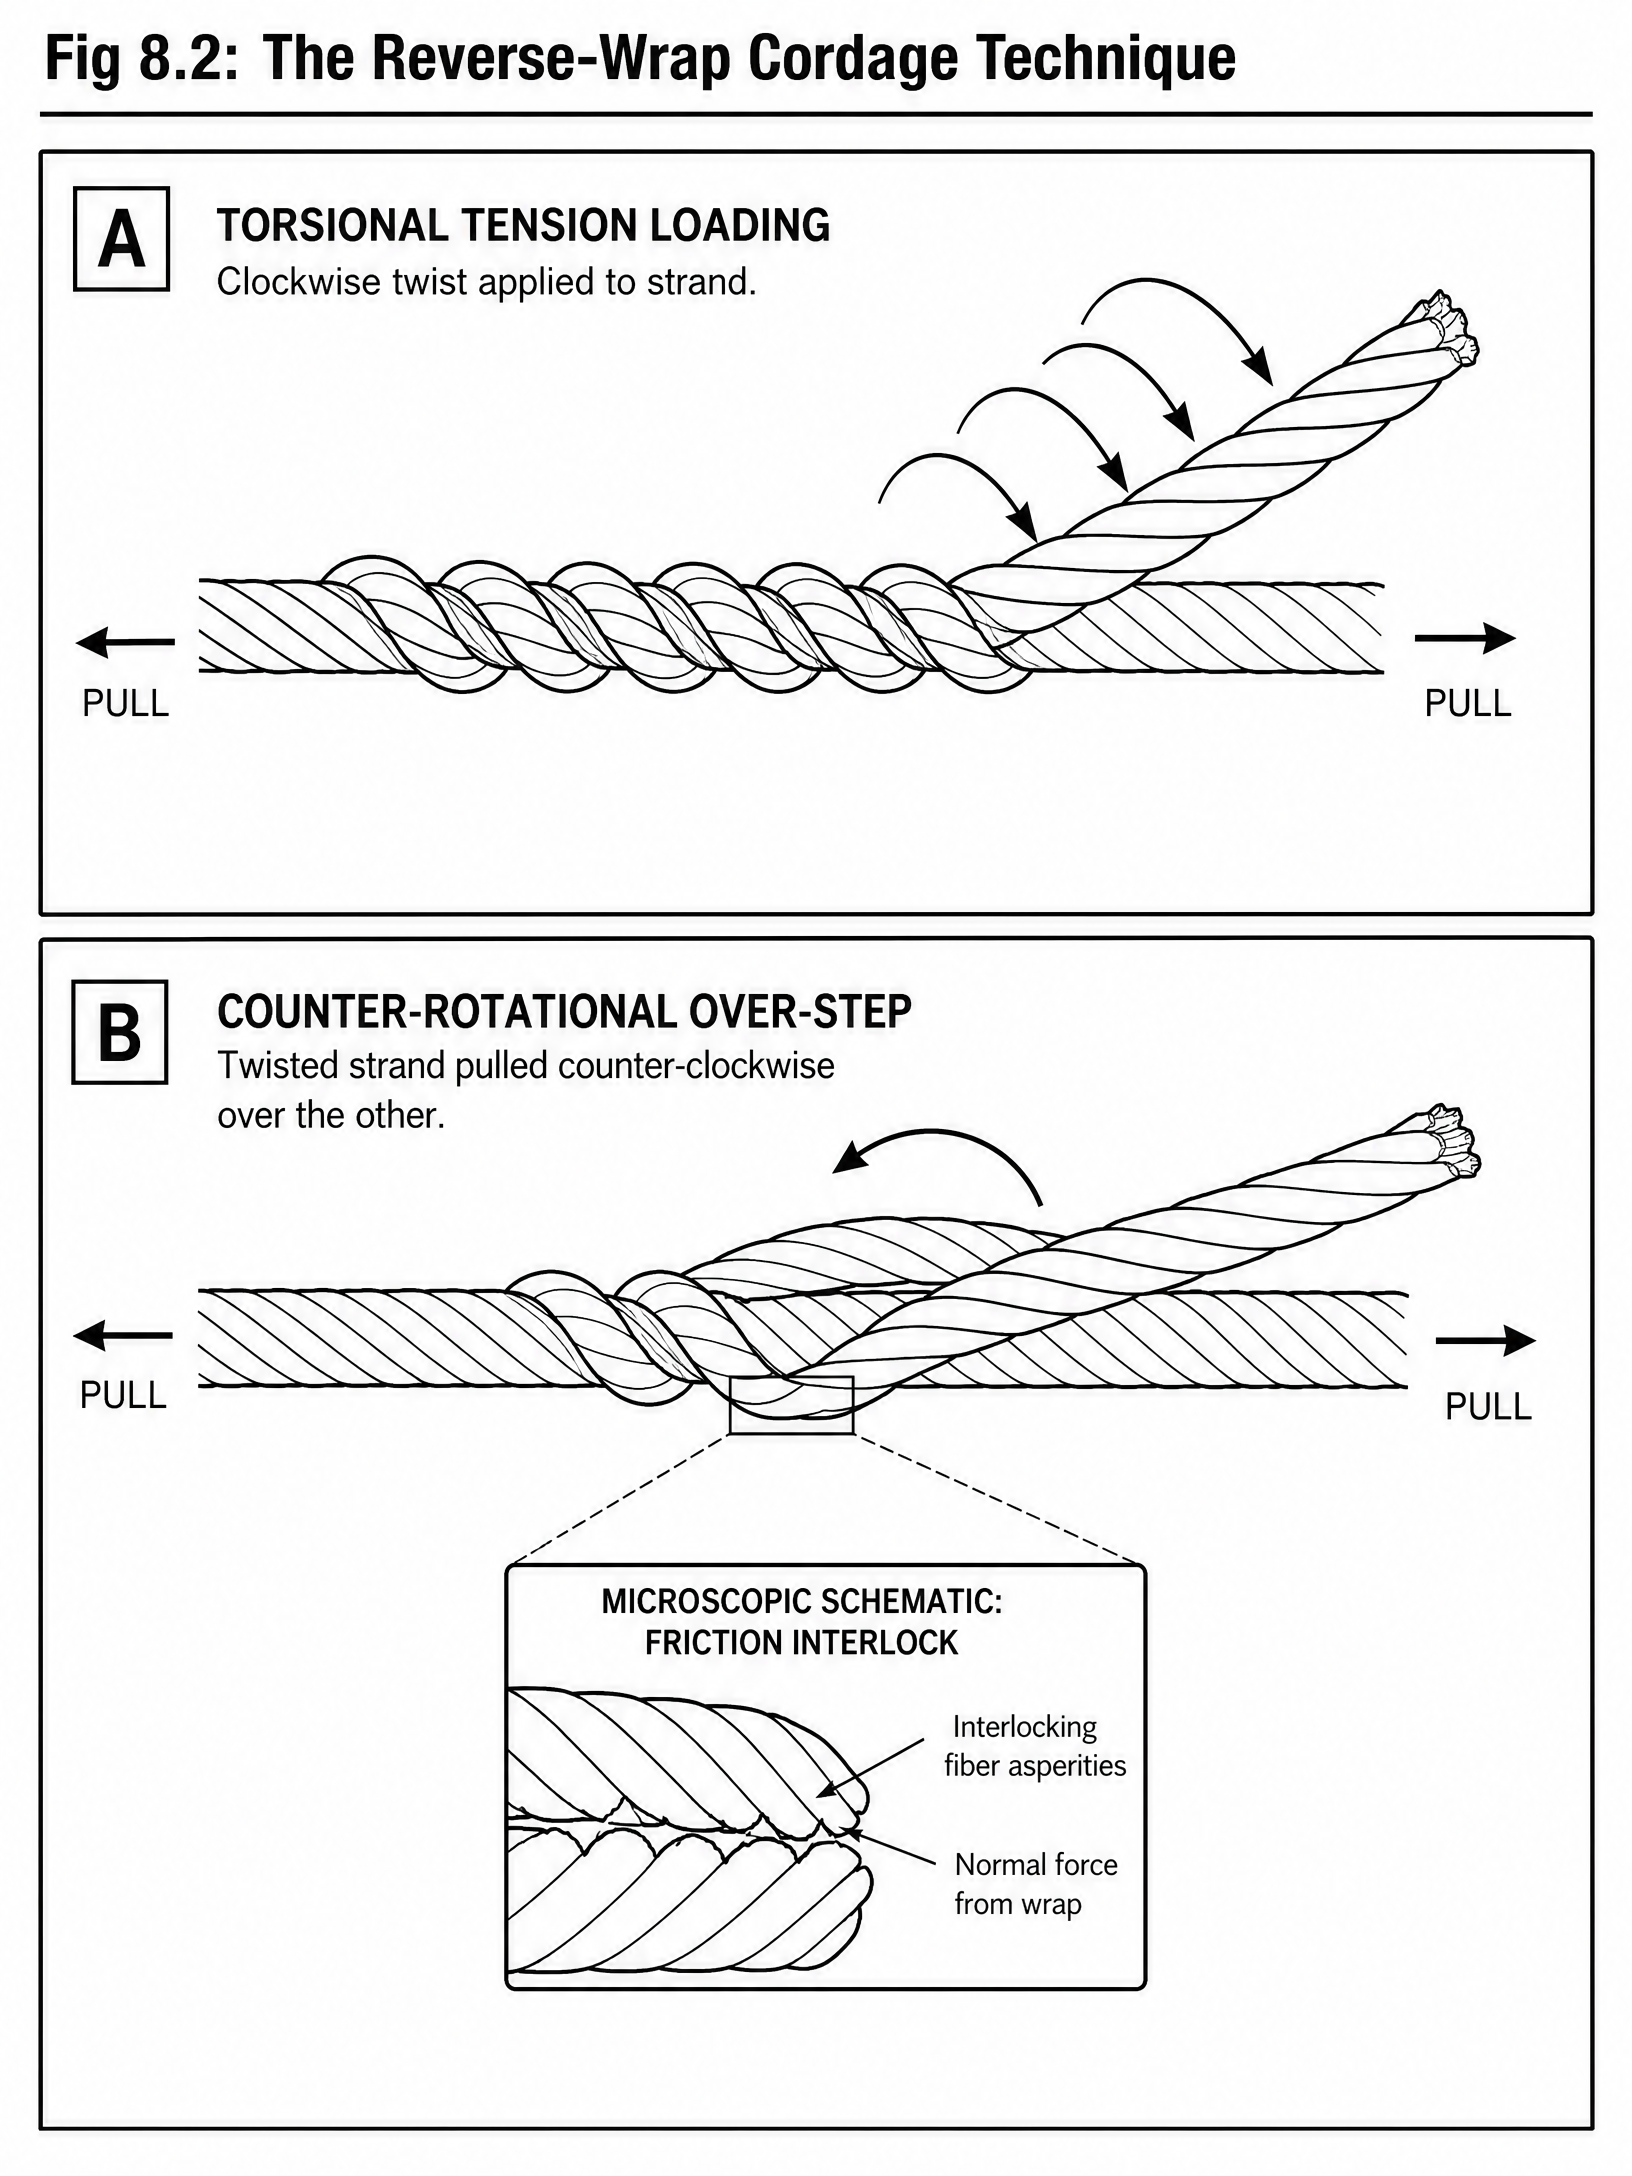 Fig 8.2: The Reverse-Wrap Cordage Technique
A
TORSIONAL TENSION LOADING
Clockwise twist applied to strand.
PULL
PULL
B
COUNTER-ROTATIONAL OVER-STEP
Twisted strand pulled counter-clockwise
over the other.
PULL
PULL
MICROSCOPIC SCHEMATIC:
FRICTION INTERLOCK
Interlocking
fiber asperities
Normal force
from wrap